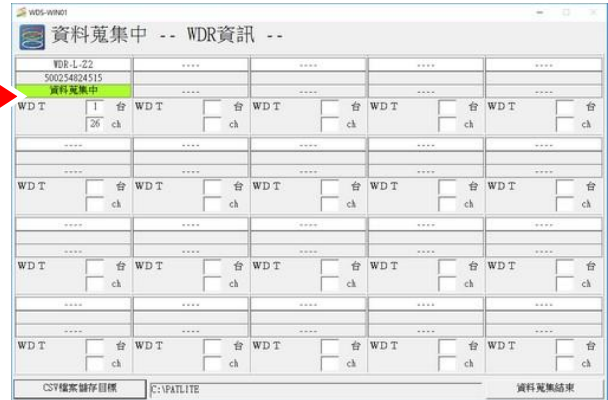 WDS-WIN01
資料蒐集中 -- WDR資訊 --
WDR-L-Z2 ---- ---- ---- ----
500254824515
資料蒐集中 ---- ---- ---- ----
WDT 1 台 WDT 台 WDT 台 WDT 台 WDT 台
26 ch ch ch ch ch
---- ---- ---- ---- ----
---- ---- ---- ---- ----
WDT 台 WDT 台 WDT 台 WDT 台 WDT 台
ch ch ch ch ch
---- ---- ---- ---- ----
---- ---- ---- ---- ----
WDT 台 WDT 台 WDT 台 WDT 台 WDT 台
ch ch ch ch ch
---- ---- ---- ---- ----
---- ---- ---- ---- ----
WDT 台 WDT 台 WDT 台 WDT 台 WDT 台
ch ch ch ch ch
CSV檔案儲存目標 C:\PATLITE 資料蒐集結束